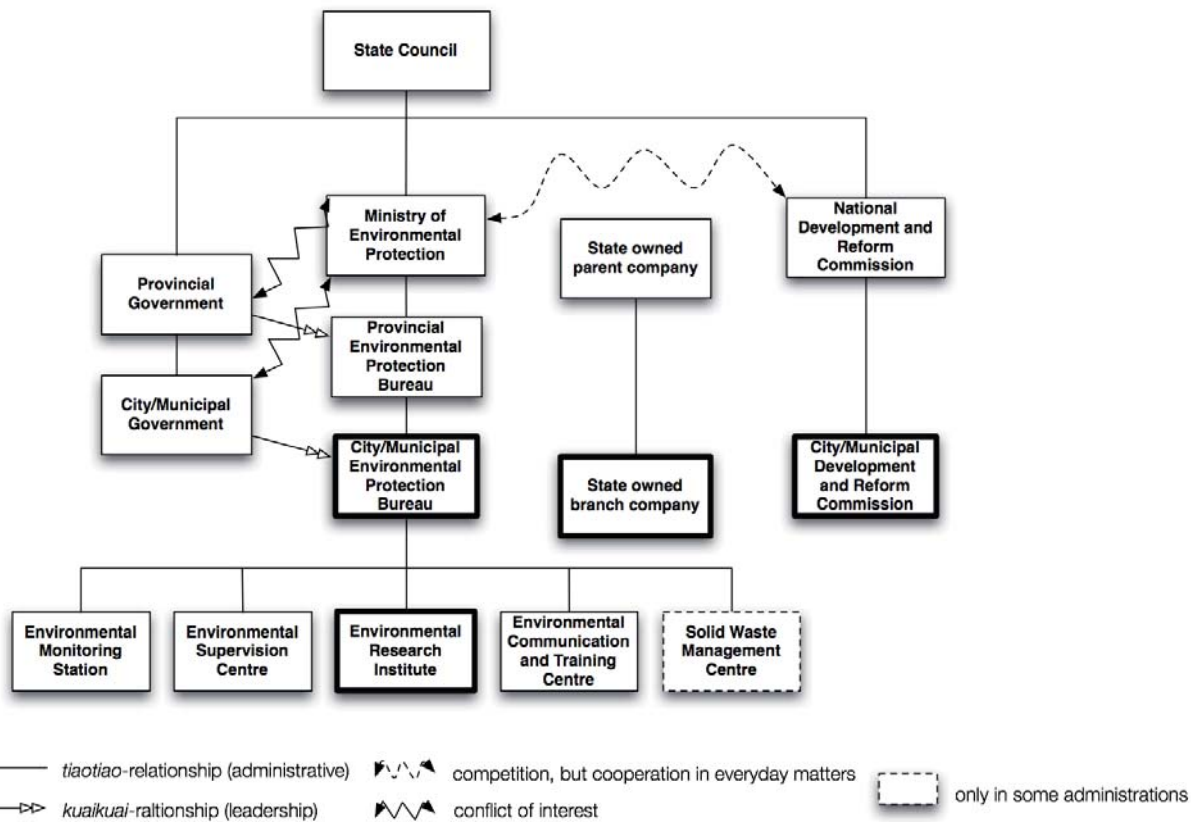 State Council
Ministry of
Environmental
Protection
National
Development and
Reform
Commission
State owned
parent company
Provincial
Government
Provincial
Environmental
Protection
Bureau
City/Municipal
Government
City/Municipal
Environmental
Protection
Bureau
State owned
branch company
City/Municipal
Development
and Reform
Commission
Environmental
Monitoring
Station
Environmental
Supervision
Centre
Environmental
Research
Institute
Environmental
Communication
and Training
Centre
Solid Waste
Management
Centre
tiaotiao-relationship (administrative)
kuaikuai-raltionship (leadership)
competition, but cooperation in everyday matters
conflict of interest
only in some administrations